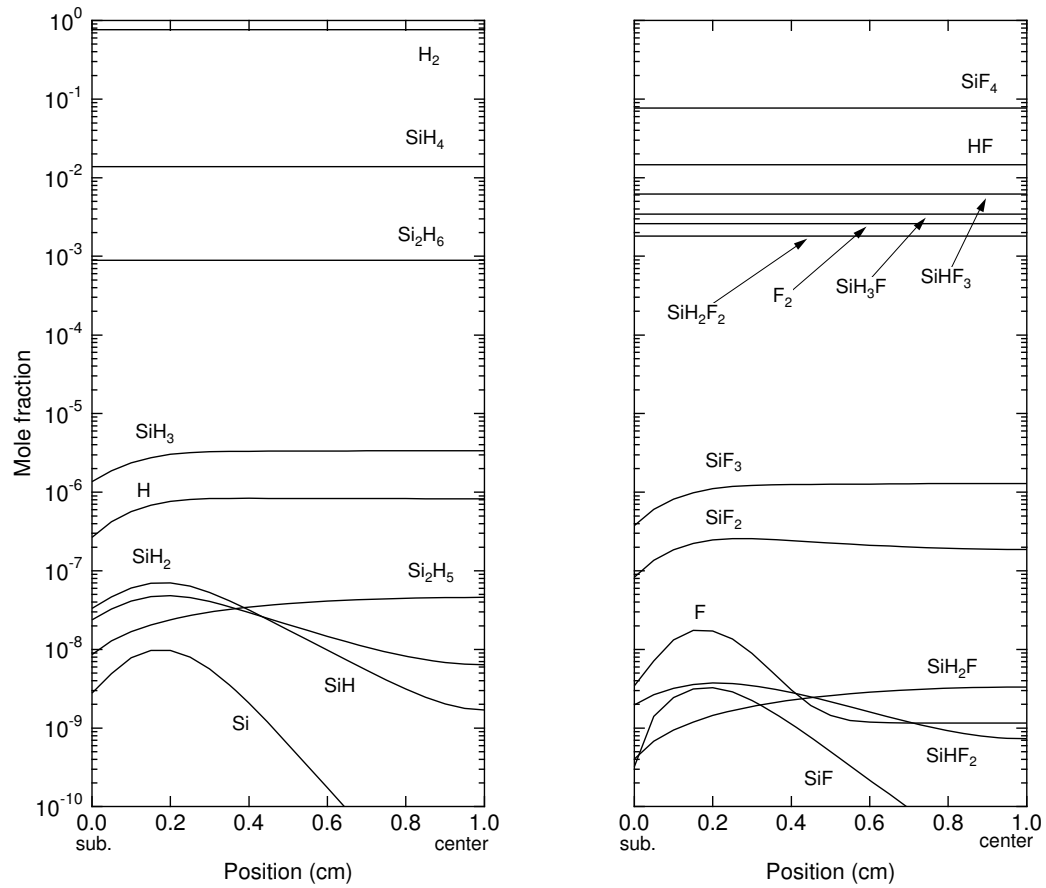 Mole fraction
10⁰
10⁻¹
10⁻²
10⁻³
10⁻⁴
10⁻⁵
10⁻⁶
10⁻⁷
10⁻⁸
10⁻⁹
10⁻¹⁰
H₂
SiH₄
Si₂H₆
SiH₃
H
SiH₂
Si₂H₅
SiH
Si
0.0 0.2 0.4 0.6 0.8 1.0
sub. center
Position (cm)
SiF₄
HF
SiHF₃
SiH₃F
F₂
SiH₂F₂
SiF₃
SiF₂
F
SiH₂F
SiHF₂
SiF
0.0 0.2 0.4 0.6 0.8 1.0
sub. center
Position (cm)